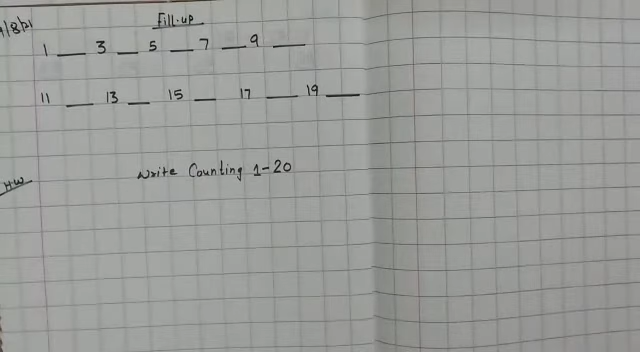 Fill-up
1 __ 3 __ 5 __ 7 __ 9 __
11 __ 13 __ 15 __ 17 __ 19 __
HW
Write Counting 1-20